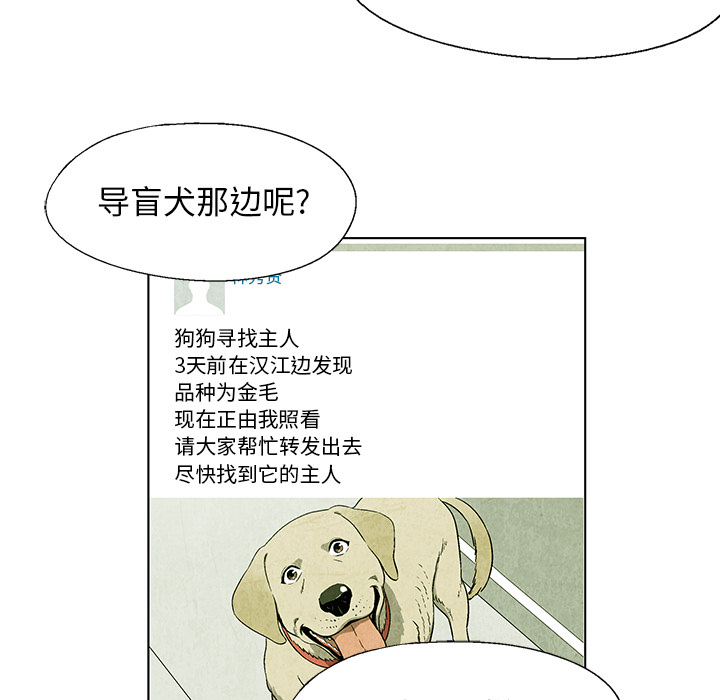 导盲犬那边呢?
狗狗寻找主人
3天前在汉江边发现
品种为金毛
现在正由我照看
请大家帮忙转发出去
尽快找到它的主人